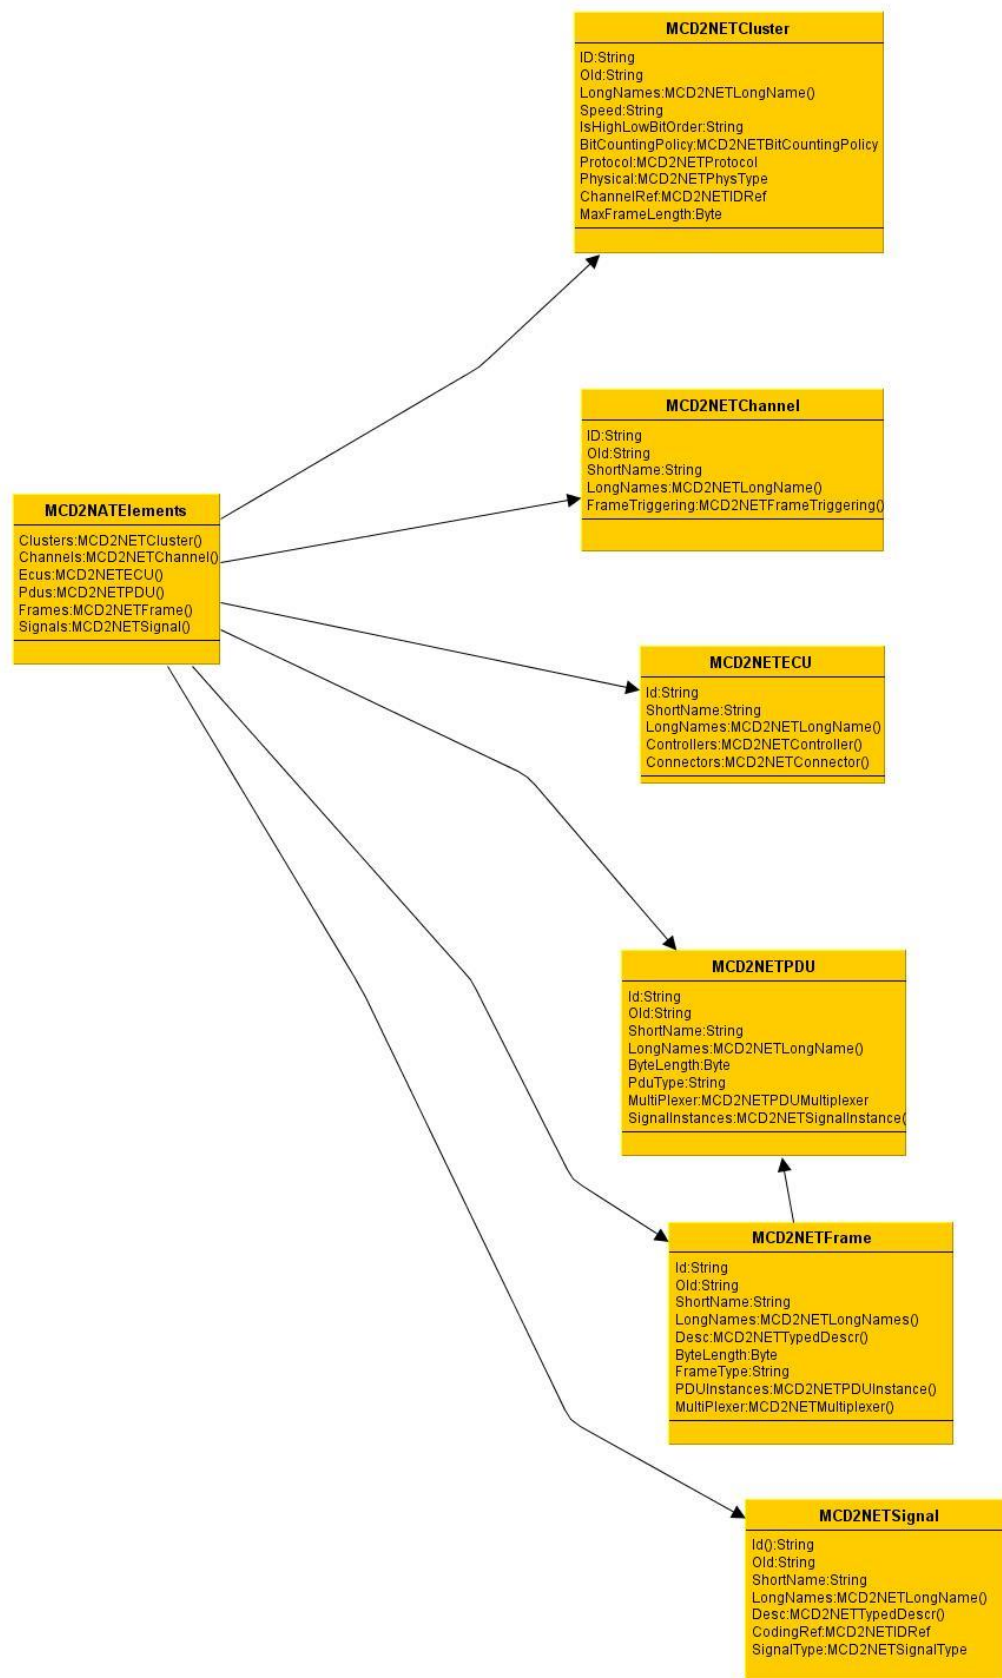 MCD2NETCluster
ID:String
OId:String
LongNames:MCD2NETLongName()
Speed:String
IsHighLowBitOrder:String
BitCountingPolicy:MCD2NETBitCountingPolicy
Protocol:MCD2NETProtocol
Physical:MCD2NETPhysType
ChannelRef:MCD2NETIDRef
MaxFrameLength:Byte
MCD2NETChannel
ID:String
OId:String
ShortName:String
LongNames:MCD2NETLongName()
FrameTriggering:MCD2NETFrameTriggering()
MCD2NATElements
Clusters:MCD2NETCluster()
Channels:MCD2NETChannel()
Ecus:MCD2NETECU()
Pdus:MCD2NETPDU()
Frames:MCD2NETFrame()
Signals:MCD2NETSignal()
MCD2NETECU
Id:String
ShortName:String
LongNames:MCD2NETLongName()
Controllers:MCD2NETController()
Connectors:MCD2NETConnector()
MCD2NETPDU
Id:String
OId:String
ShortName:String
LongNames:MCD2NETLongName()
ByteLength:Byte
PduType:String
MultiPlexer:MCD2NETPDUMultiplexer
SignalInstances:MCD2NETSignalInstance(
MCD2NETFrame
Id:String
OId:String
ShortName:String
LongNames:MCD2NETLongNames()
Desc:MCD2NETTypedDescr()
ByteLength:Byte
FrameType:String
PDUInstances:MCD2NETPDUInstance()
MultiPlexer:MCD2NETMultiplexer()
MCD2NETSignal
Id():String
OId:String
ShortName:String
LongNames:MCD2NETLongName()
Desc:MCD2NETTypedDescr()
CodingRef:MCD2NETIDRef
SignalType:MCD2NETSignalType